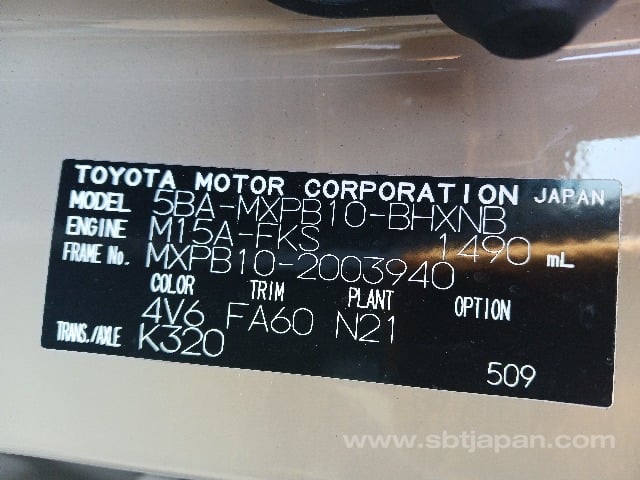 TOYOTA MOTOR CORPORATION JAPAN
MODEL 5BA-MXPB10-BHXNB
ENGINE M15A-FKS 1490 mL
FRAME No. MXPB10-2003940
COLOR TRIM PLANT OPTION
4V6 FA60 N21
TRANS./AXLE K320
509
www.sbtjapan.com